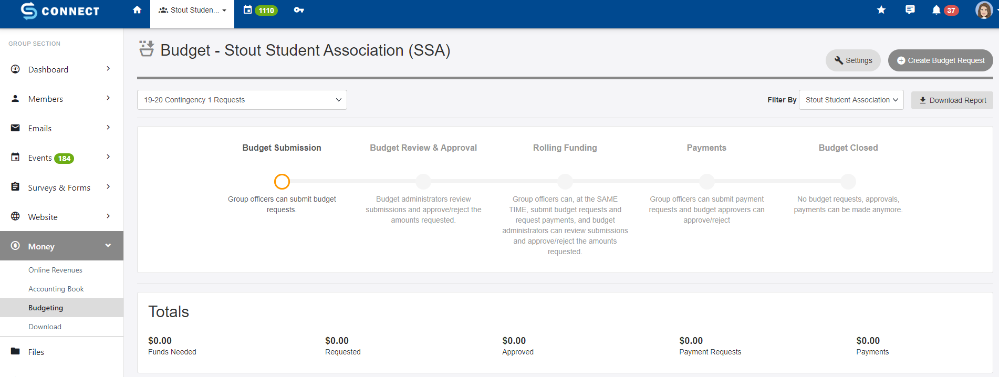 CONNECT
Stout Studen...
1110
37
GROUP SECTION
Dashboard
Members
Emails
Events 184
Surveys & Forms
Website
Money
Online Revenues
Accounting Book
Budgeting
Download
Files
Budget - Stout Student Association (SSA)
Settings
Create Budget Request
19-20 Contingency 1 Requests
Filter By
Stout Student Association
Download Report
Budget Submission
Group officers can submit budget
requests.
Budget Review & Approval
Budget administrators review
submissions and approve/reject the
amounts requested.
Rolling Funding
Group officers can, at the SAME
TIME, submit budget requests and
request payments, and budget
administrators can review submissions
and approve/reject the amounts
requested.
Payments
Group officers can submit payment
requests and budget approvers can
approve/reject
Budget Closed
No budget requests, approvals,
payments can be made anymore.
Totals
$0.00
Funds Needed
$0.00
Requested
$0.00
Approved
$0.00
Payment Requests
$0.00
Payments